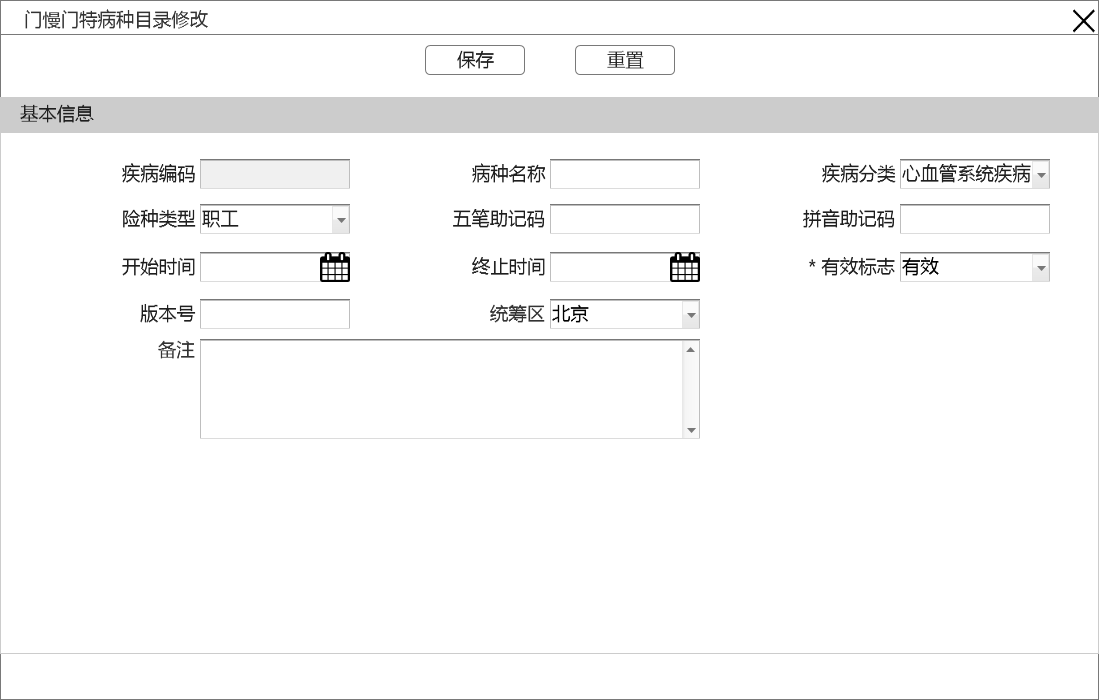 门慢门特病种目录修改
保存 重置
基本信息
疾病编码 病种名称 疾病分类 心血管系统疾病
险种类型 职工 五笔助记码 拼音助记码
开始时间 终止时间 * 有效标志 有效
版本号 统筹区 北京
备注